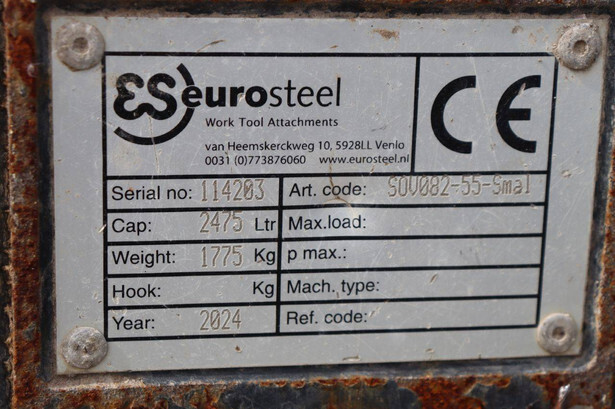 ES eurosteel
Work Tool Attachments
van Heemskerckweg 10, 5928LL Venlo
0031 (0)773876060 www.eurosteel.nl
CE
Serial no: 114203 Art. code: SOV082-55-Smal
Cap: 2475 Ltr Max.load:
Weight: 1775 Kg p max.:
Hook: Kg Mach. type:
Year: 2024 Ref. code: